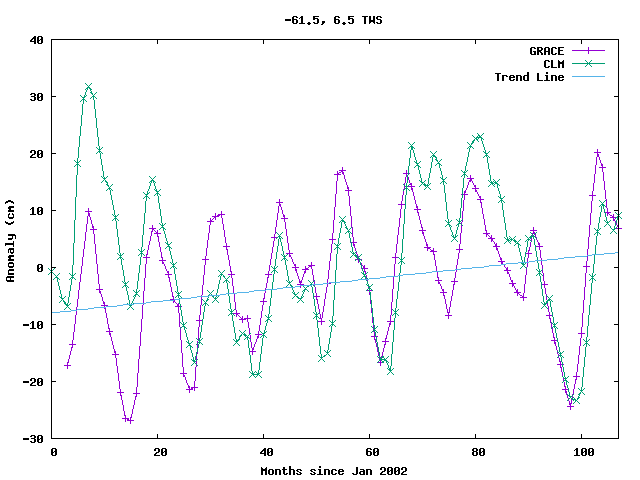 -61.5, 6.5 TWS
GRACE
CLM
Trend Line
40
30
20
10
0
-10
-20
-30
Anomaly (cm)
0 20 40 60 80 100
Months since Jan 2002